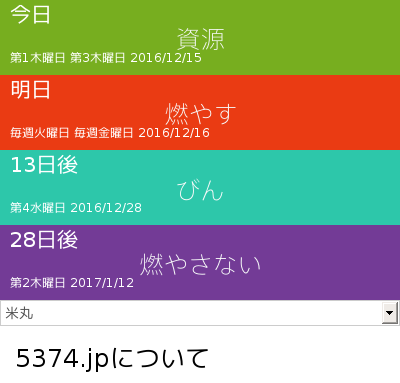 今日
資源
第1木曜日 第3木曜日 2016/12/15
明日
燃やす
毎週火曜日 毎週金曜日 2016/12/16
13日後
びん
第4水曜日 2016/12/28
28日後
燃やさない
第2木曜日 2017/1/12
米丸
5374.jpについて